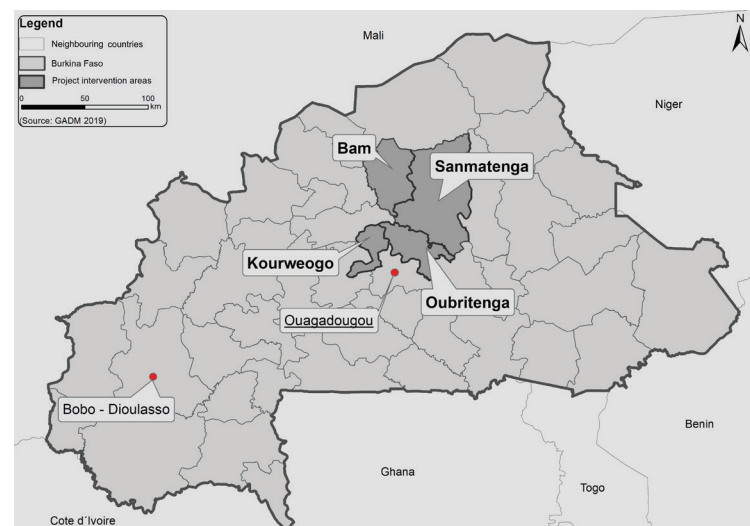 Legend
Neighbouring countries
Burkina Faso
Project intervention areas
0 50 100
km
(Source: GADM 2019)
Mali
N
Niger
Bam
Sanmatenga
Kourweogo
Oubritenga
Ouagadougou
Bobo - Dioulasso
Benin
Ghana
Togo
Cote d´Ivoire